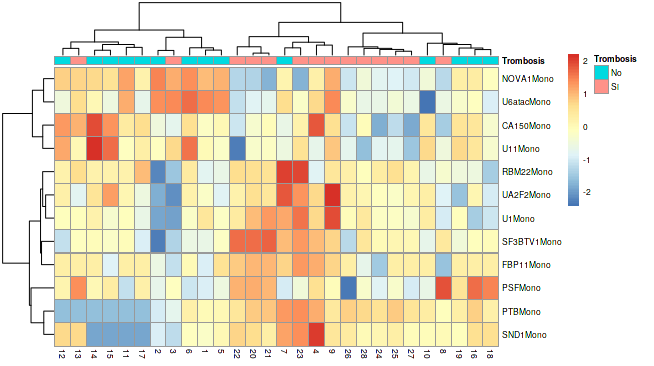 Trombosis
NOVA1Mono
U6atacMono
CA150Mono
U11Mono
RBM22Mono
UA2F2Mono
U1Mono
SF3BTV1Mono
FBP11Mono
PSFMono
PTBMono
SND1Mono
12 13 14 15 11 17 2 3 6 1 5 22 20 21 7 23 4 9 26 28 24 25 27 10 8 19 16 18
2
1
0
-1
-2
Trombosis
No
SI